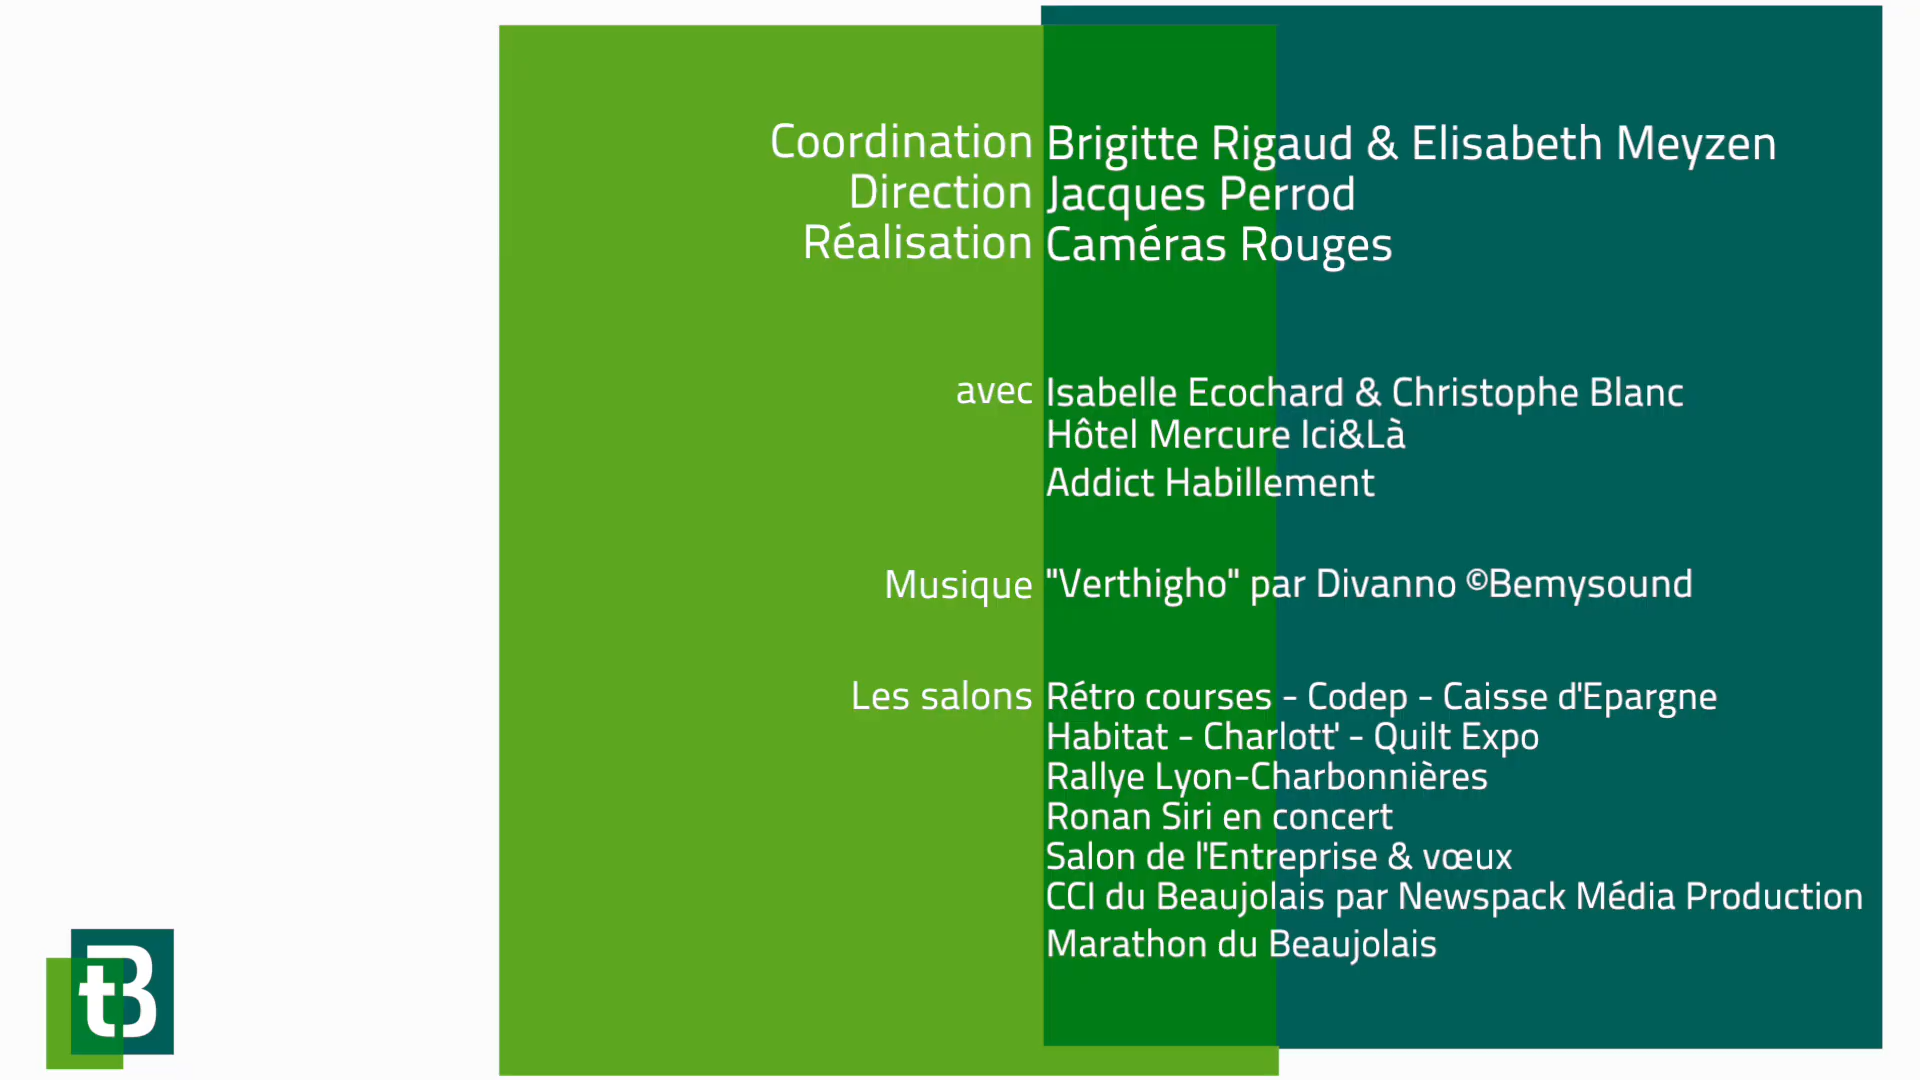 Coordination Brigitte Rigaud & Elisabeth Meyzen
Direction Jacques Perrod
Réalisation Caméras Rouges
avec Isabelle Ecochard & Christophe Blanc
Hôtel Mercure Ici&Là
Addict Habillement
Musique "Verthigho" par Divanno ©Bemysound
Les salons Rétro courses - Codep - Caisse d'Epargne
Habitat - Charlott' - Quilt Expo
Rallye Lyon-Charbonnières
Ronan Siri en concert
Salon de l'Entreprise & vœux
CCI du Beaujolais par Newspack Média Production
Marathon du Beaujolais
tB